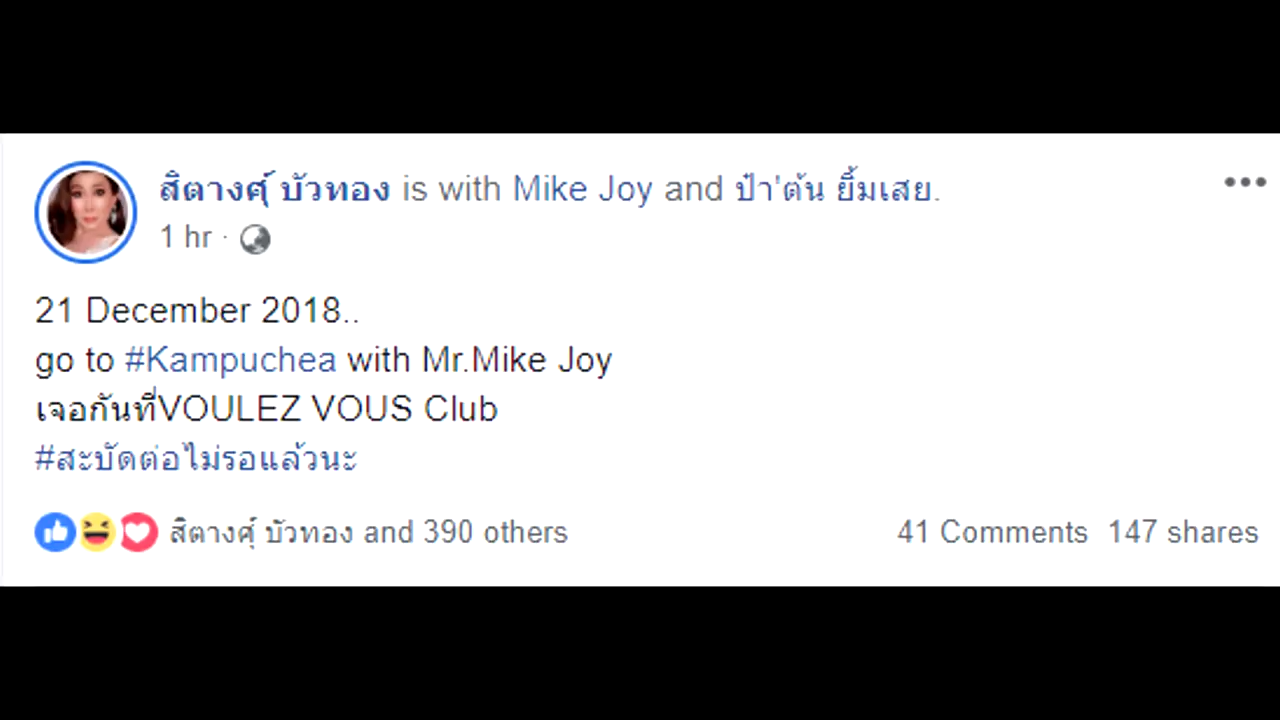 สิตางศุ์ บัวทอง is with Mike Joy and ป๋า'ต้น ยิ้มเสย.
1 hr ·
21 December 2018..
go to #Kampuchea with Mr.Mike Joy
เจอกันที่VOULEZ VOUS Club
#สะบัดต่อไม่รอแล้วนะ
สิตางศุ์ บัวทอง and 390 others 41 Comments 147 shares